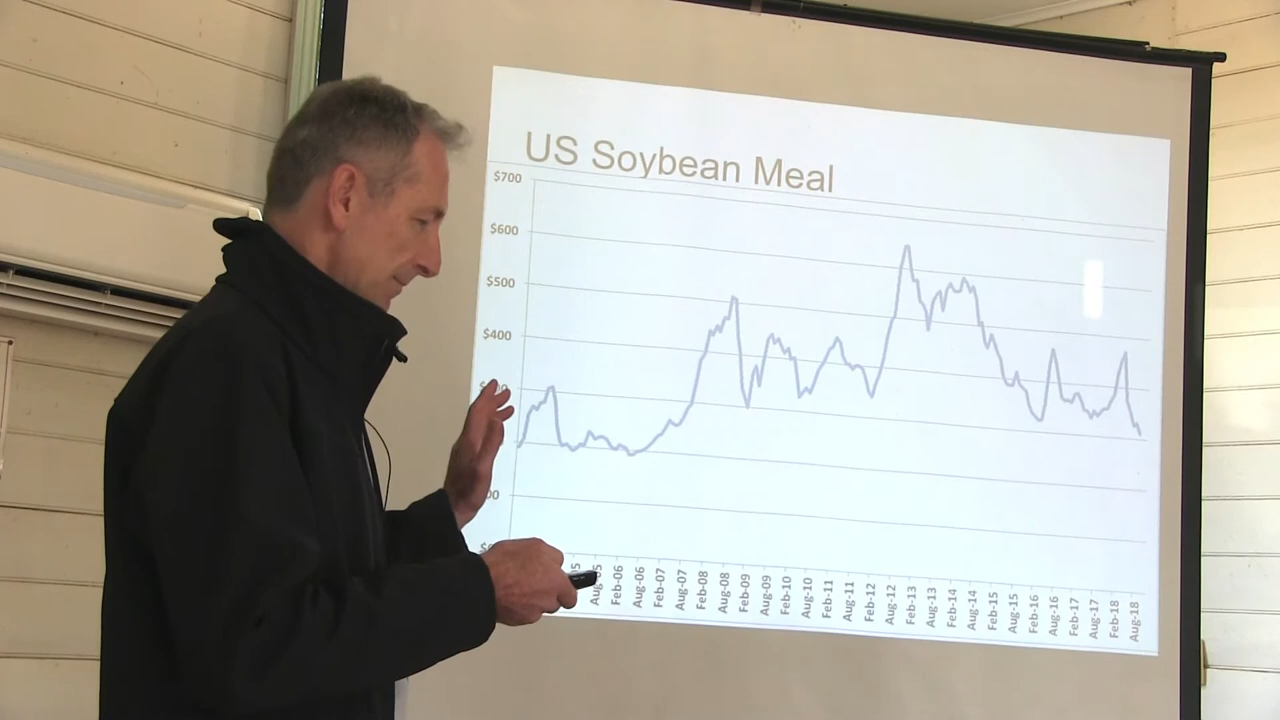 US Soybean Meal
$700
$600
$500
$400
Aug-05
Feb-06
Aug-06
Feb-07
Aug-07
Feb-08
Aug-08
Feb-09
Aug-09
Feb-10
Aug-10
Feb-11
Aug-11
Feb-12
Aug-12
Feb-13
Aug-13
Feb-14
Aug-14
Feb-15
Aug-15
Feb-16
Aug-16
Feb-17
Aug-17
Feb-18
Aug-18